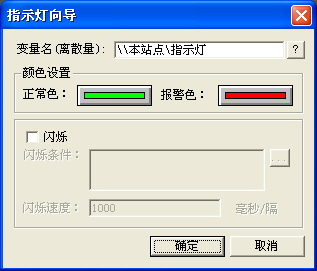 指示灯向导
变量名(离散量): \\本站点\指示灯 ?
颜色设置
正常色： 报警色：
闪烁
闪烁条件： ...
闪烁速度： 1000 毫秒/隔
确定 取消